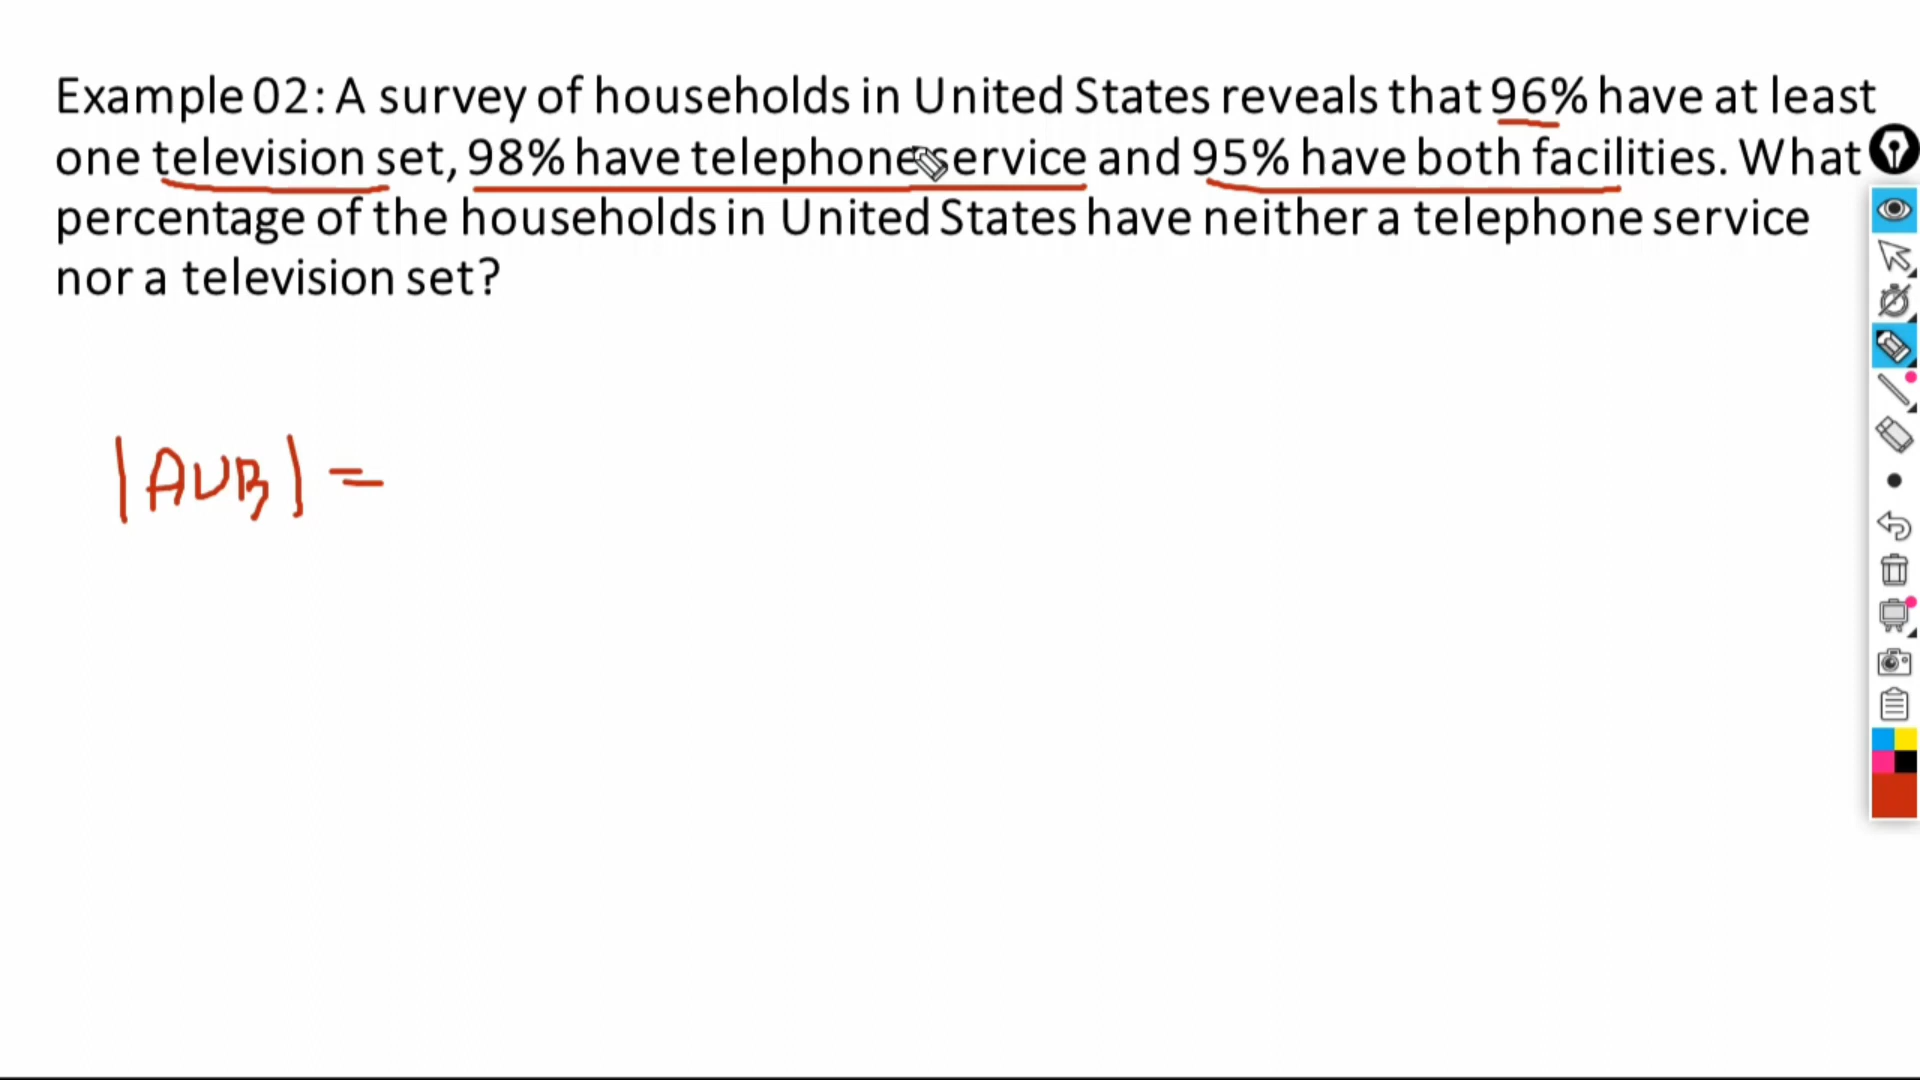 Example 02: A survey of households in United States reveals that 96% have at least
one television set, 98% have telephone service and 95% have both facilities. What
percentage of the households in United States have neither a telephone service
nor a television set?
|A∪B| =